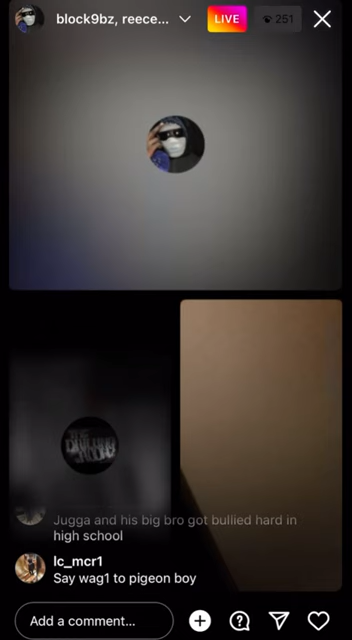 block9bz, reece...
LIVE
251
Jugga and his big bro got bullied hard in
high school
lc_mcr1
Say wag1 to pigeon boy
Add a comment...